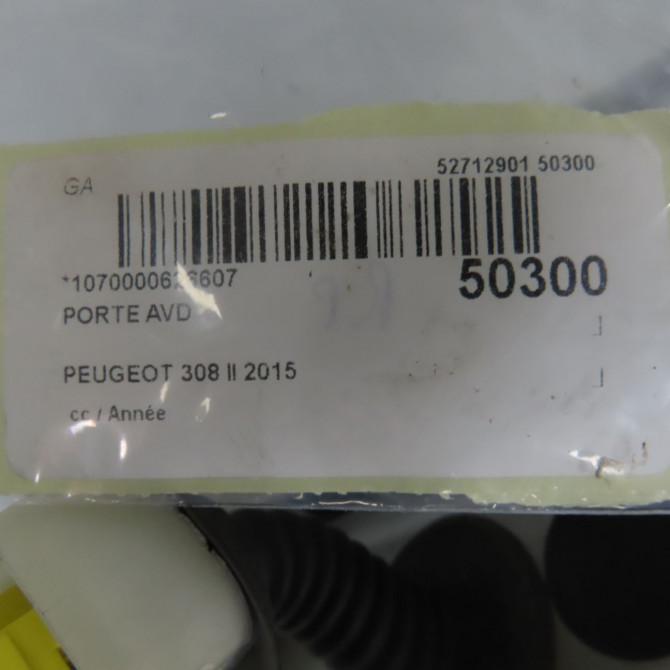 GA
52712901 50300
50300
PORTE AVD
PEUGEOT 308 II 2015
cc / Année